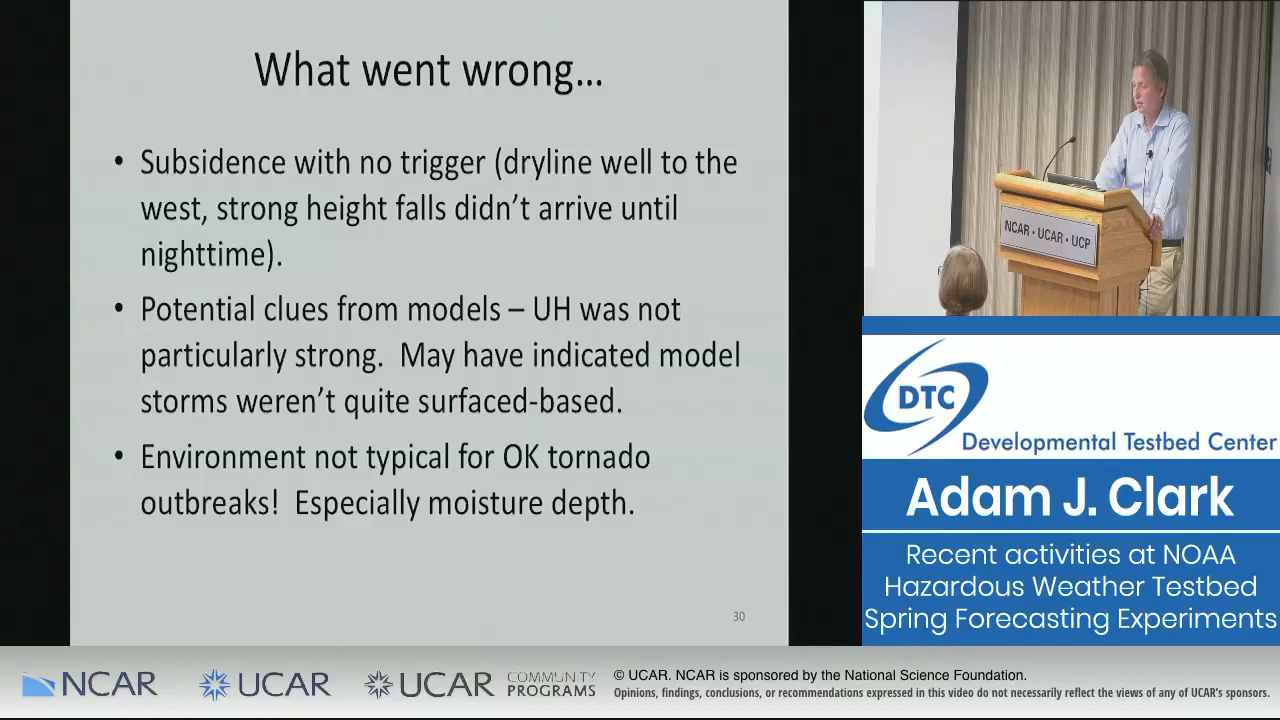 What went wrong…
• Subsidence with no trigger (dryline well to the
west, strong height falls didn't arrive until
nighttime).
• Potential clues from models – UH was not
particularly strong.  May have indicated model
storms weren't quite surfaced-based.
• Environment not typical for OK tornado
outbreaks!  Especially moisture depth.
30
NCAR • UCAR • UCP
DTC
Developmental Testbed Center
Adam J. Clark
Recent activities at NOAA
Hazardous Weather Testbed
Spring Forecasting Experiments
NCAR
UCAR
UCAR
COMMUNITY
PROGRAMS
© UCAR. NCAR is sponsored by the National Science Foundation.
Opinions, findings, conclusions, or recommendations expressed in this video do not necessarily reflect the views of any of UCAR's sponsors.